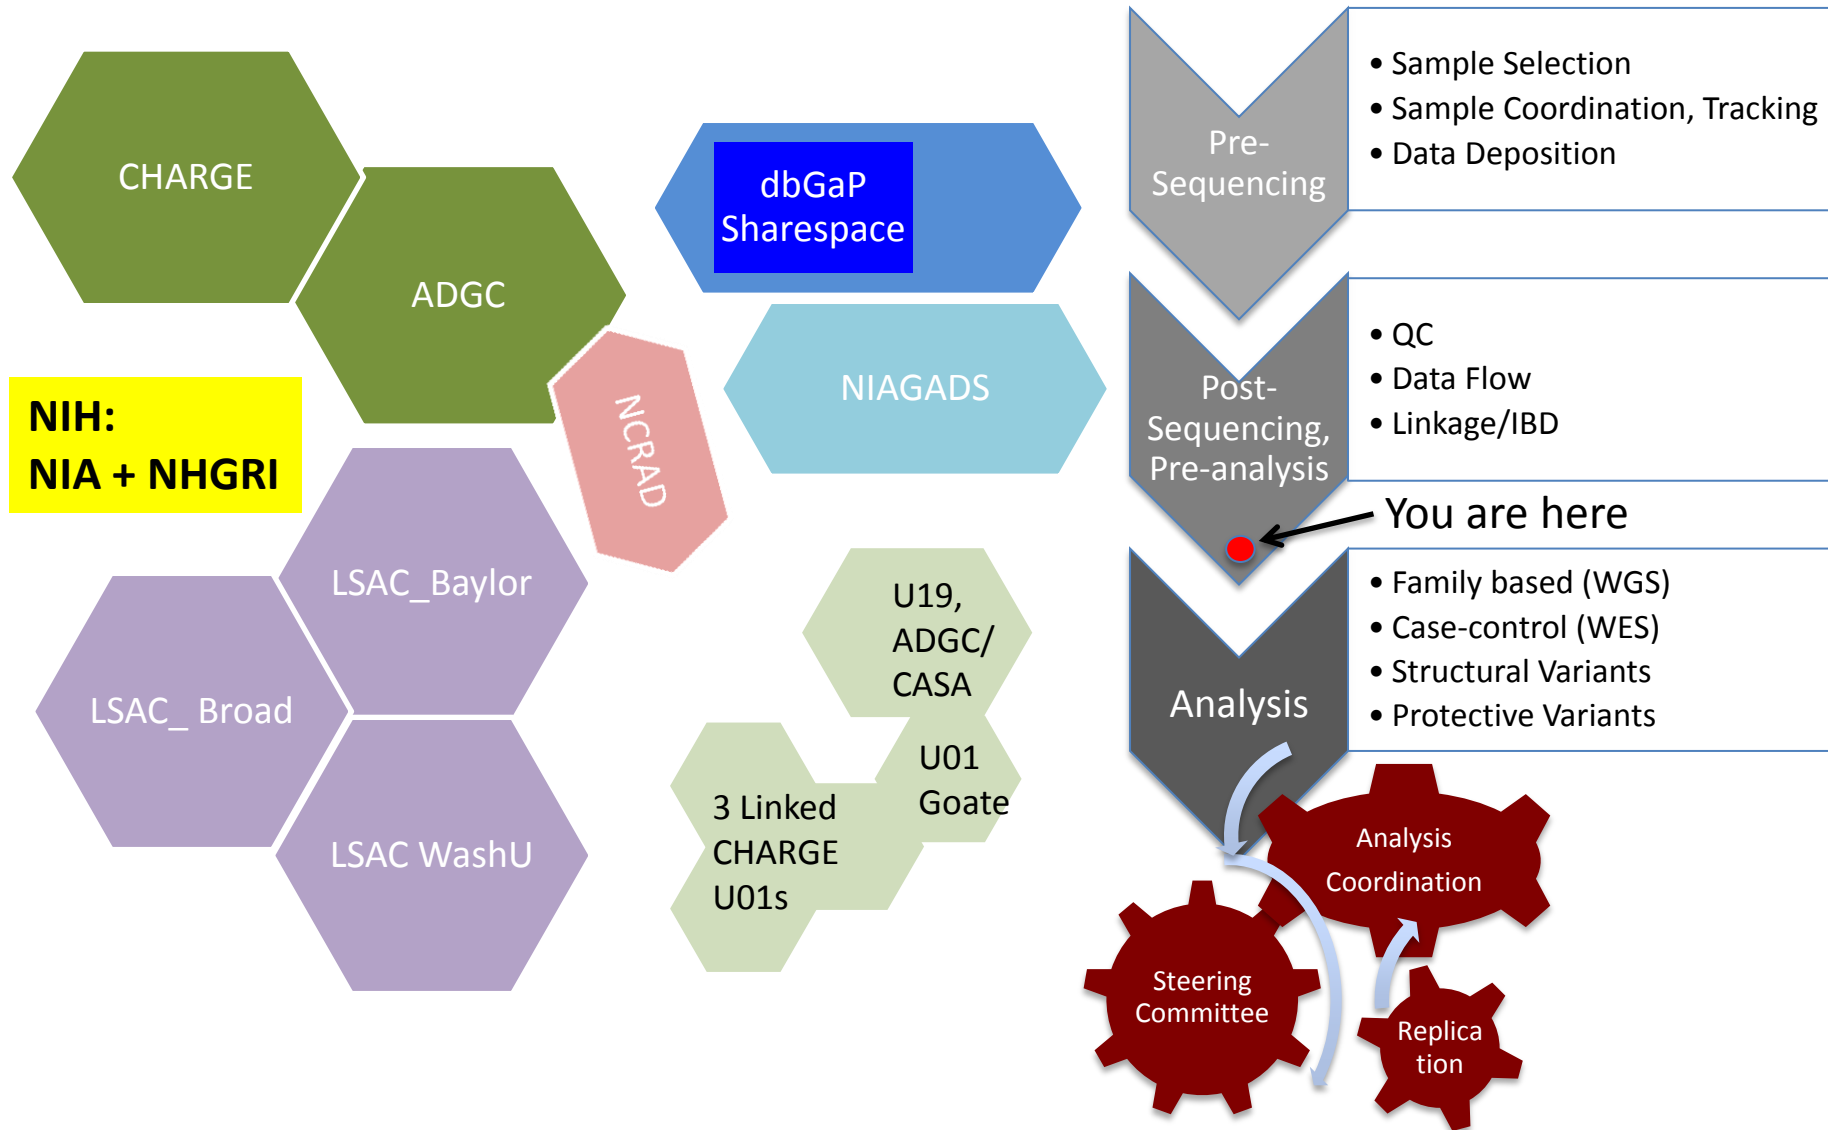 CHARGE
ADGC
NIH:
NIA + NHGRI
NCRAD
LSAC_Baylor
LSAC_ Broad
LSAC WashU
dbGaP
Sharespace
NIAGADS
U19,
ADGC/
CASA
U01
Goate
3 Linked
CHARGE
U01s
Pre-
Sequencing
• Sample Selection
• Sample Coordination, Tracking
• Data Deposition
Post-
Sequencing,
Pre-analysis
• QC
• Data Flow
• Linkage/IBD
You are here
Analysis
• Family based (WGS)
• Case-control (WES)
• Structural Variants
• Protective Variants
Analysis
Coordination
Steering
Committee
Replica
tion